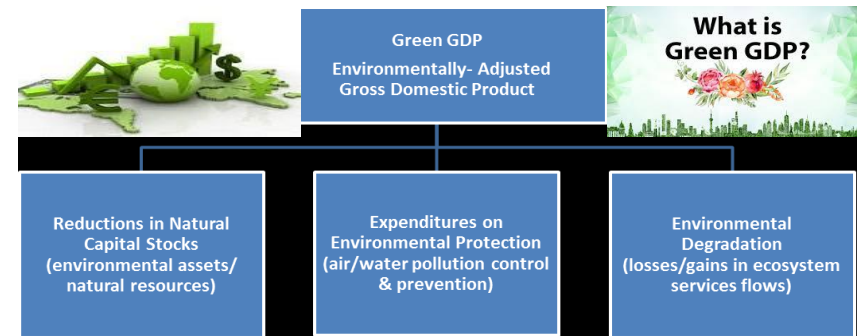 Green GDP
Environmentally- Adjusted
Gross Domestic Product
What is
Green GDP?
Reductions in Natural
Capital Stocks
(environmental assets/
natural resources)
Expenditures on
Environmental Protection
(air/water pollution control
& prevention)
Environmental
Degradation
(losses/gains in ecosystem
services flows)